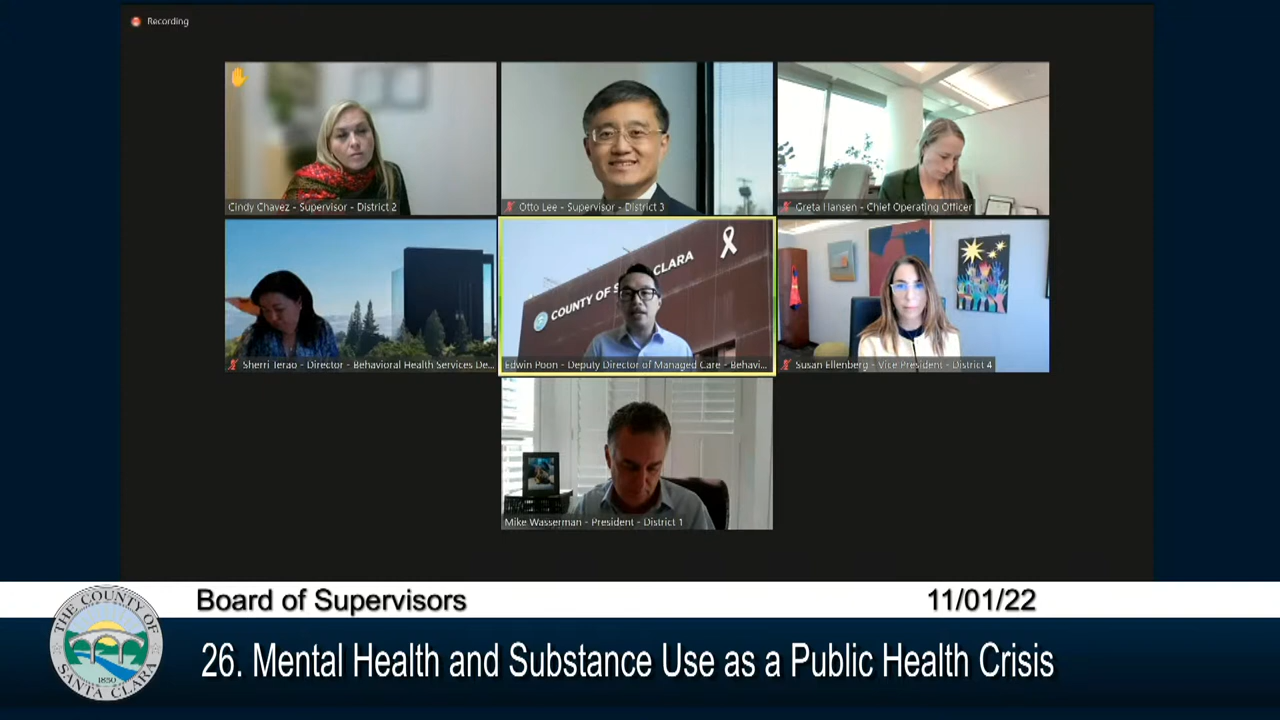 Recording
Cindy Chavez - Supervisor - District 2
Otto Lee - Supervisor - District 3
Greta Hansen - Chief Operating Officer
COUNTY OF S CLARA
Sherri Terao - Director - Behavioral Health Services De...
Edwin Poon - Deputy Director of Managed Care - Behavi...
Susan Ellenberg - Vice President - District 4
Mike Wasserman - President - District 1
Board of Supervisors
11/01/22
THE COUNTY OF
SANTA CLARA
1850
26. Mental Health and Substance Use as a Public Health Crisis